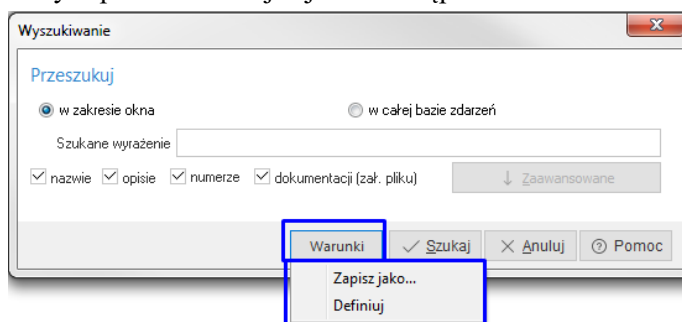 Wyszukiwanie
Przeszukuj
w zakresie okna w całej bazie zdarzeń
Szukane wyrażenie
nazwie opisie numerze dokumentacji (zał. pliku) Zaawansowane
Warunki Szukaj Anuluj Pomoc
Zapisz jako...
Definiuj